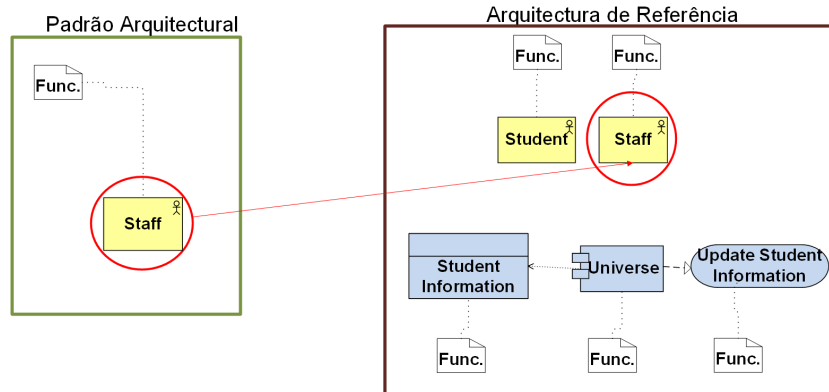 Padrão Arquitectural
Func.
Staff
Arquitectura de Referência
Func.
Func.
Student
Staff
Student
Information
Universe
Update Student
Information
Func.
Func.
Func.